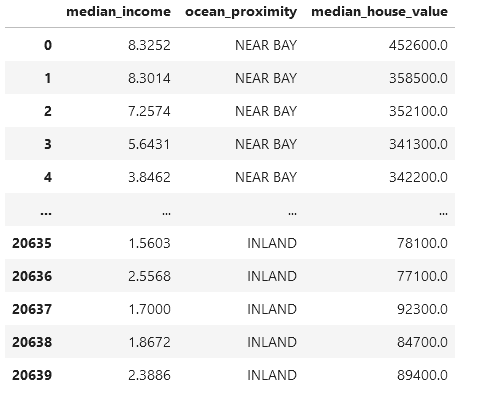 median_income ocean_proximity median_house_value
0 8.3252 NEAR BAY 452600.0
1 8.3014 NEAR BAY 358500.0
2 7.2574 NEAR BAY 352100.0
3 5.6431 NEAR BAY 341300.0
4 3.8462 NEAR BAY 342200.0
... ... ... ...
20635 1.5603 INLAND 78100.0
20636 2.5568 INLAND 77100.0
20637 1.7000 INLAND 92300.0
20638 1.8672 INLAND 84700.0
20639 2.3886 INLAND 89400.0